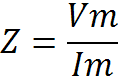 Z = Vm / Im